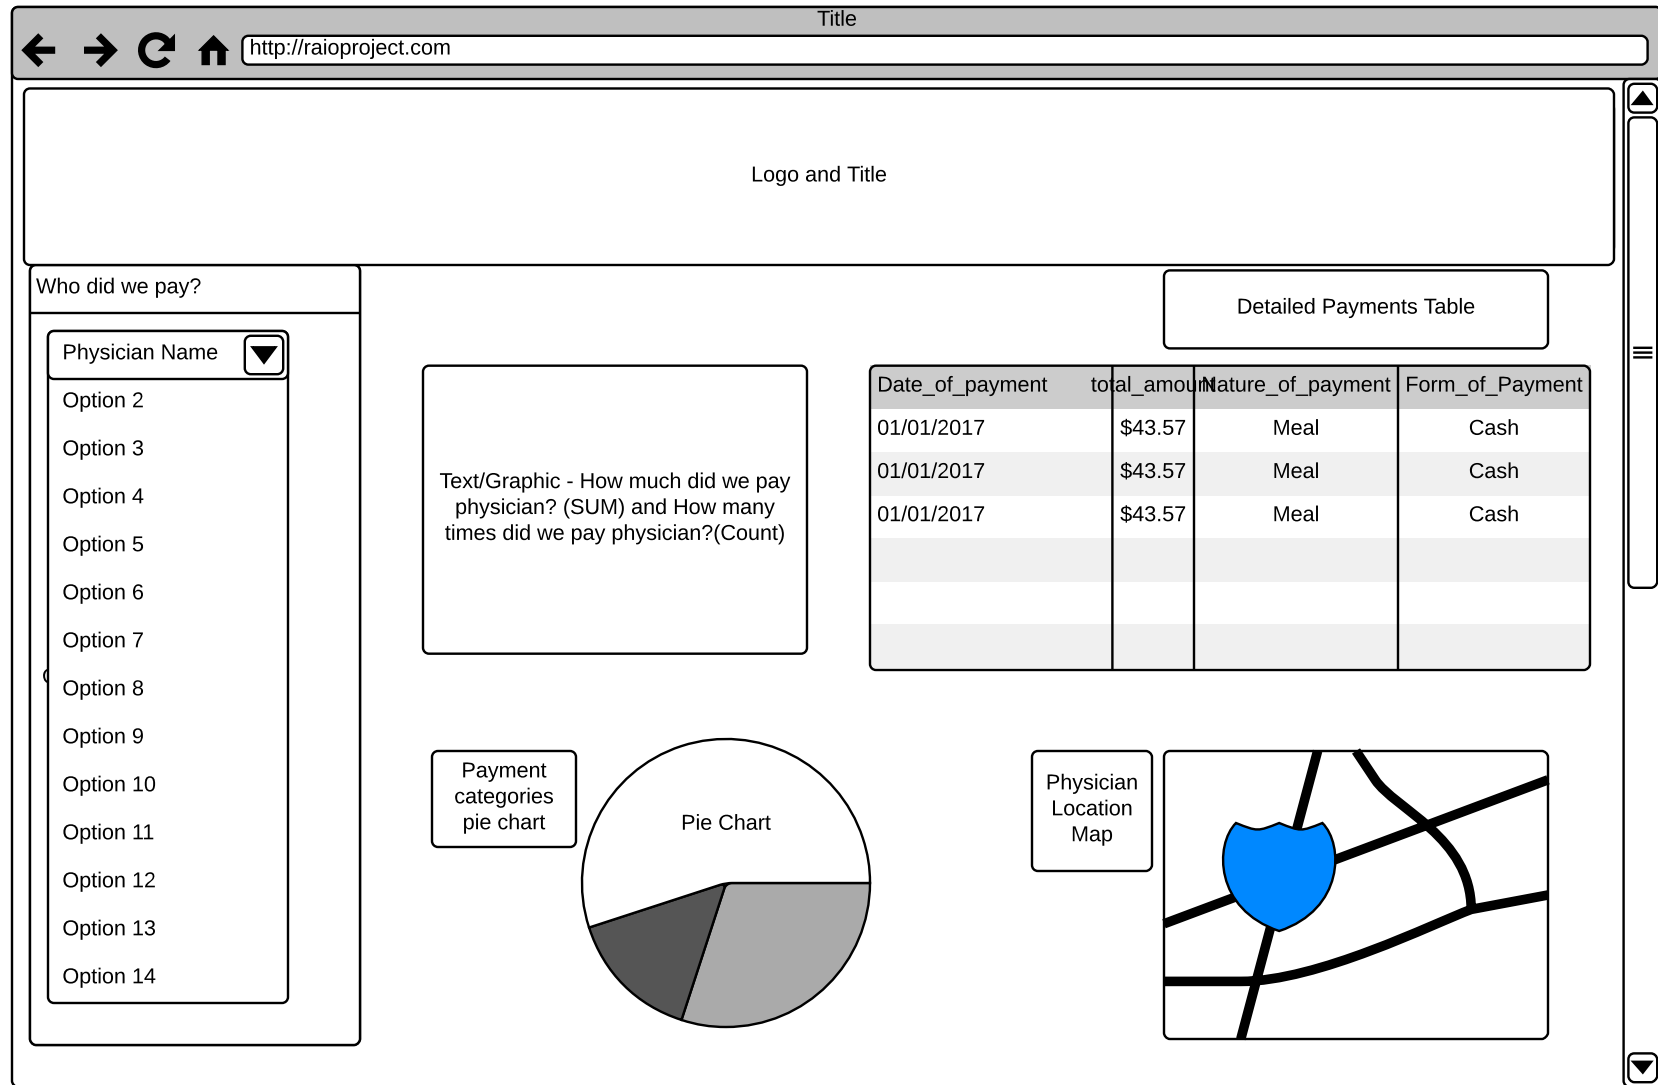 Title
http://raioproject.com
Logo and Title
Who did we pay?
Physician Name
Option 2
Option 3
Option 4
Option 5
Option 6
Option 7
Option 8
Option 9
Option 10
Option 11
Option 12
Option 13
Option 14
Text/Graphic - How much did we pay
physician? (SUM) and How many
times did we pay physician?(Count)
Detailed Payments Table
Date_of_payment total_amount Nature_of_payment Form_of_Payment
01/01/2017 $43.57 Meal Cash
01/01/2017 $43.57 Meal Cash
01/01/2017 $43.57 Meal Cash
Payment
categories
pie chart
Pie Chart
Physician
Location
Map